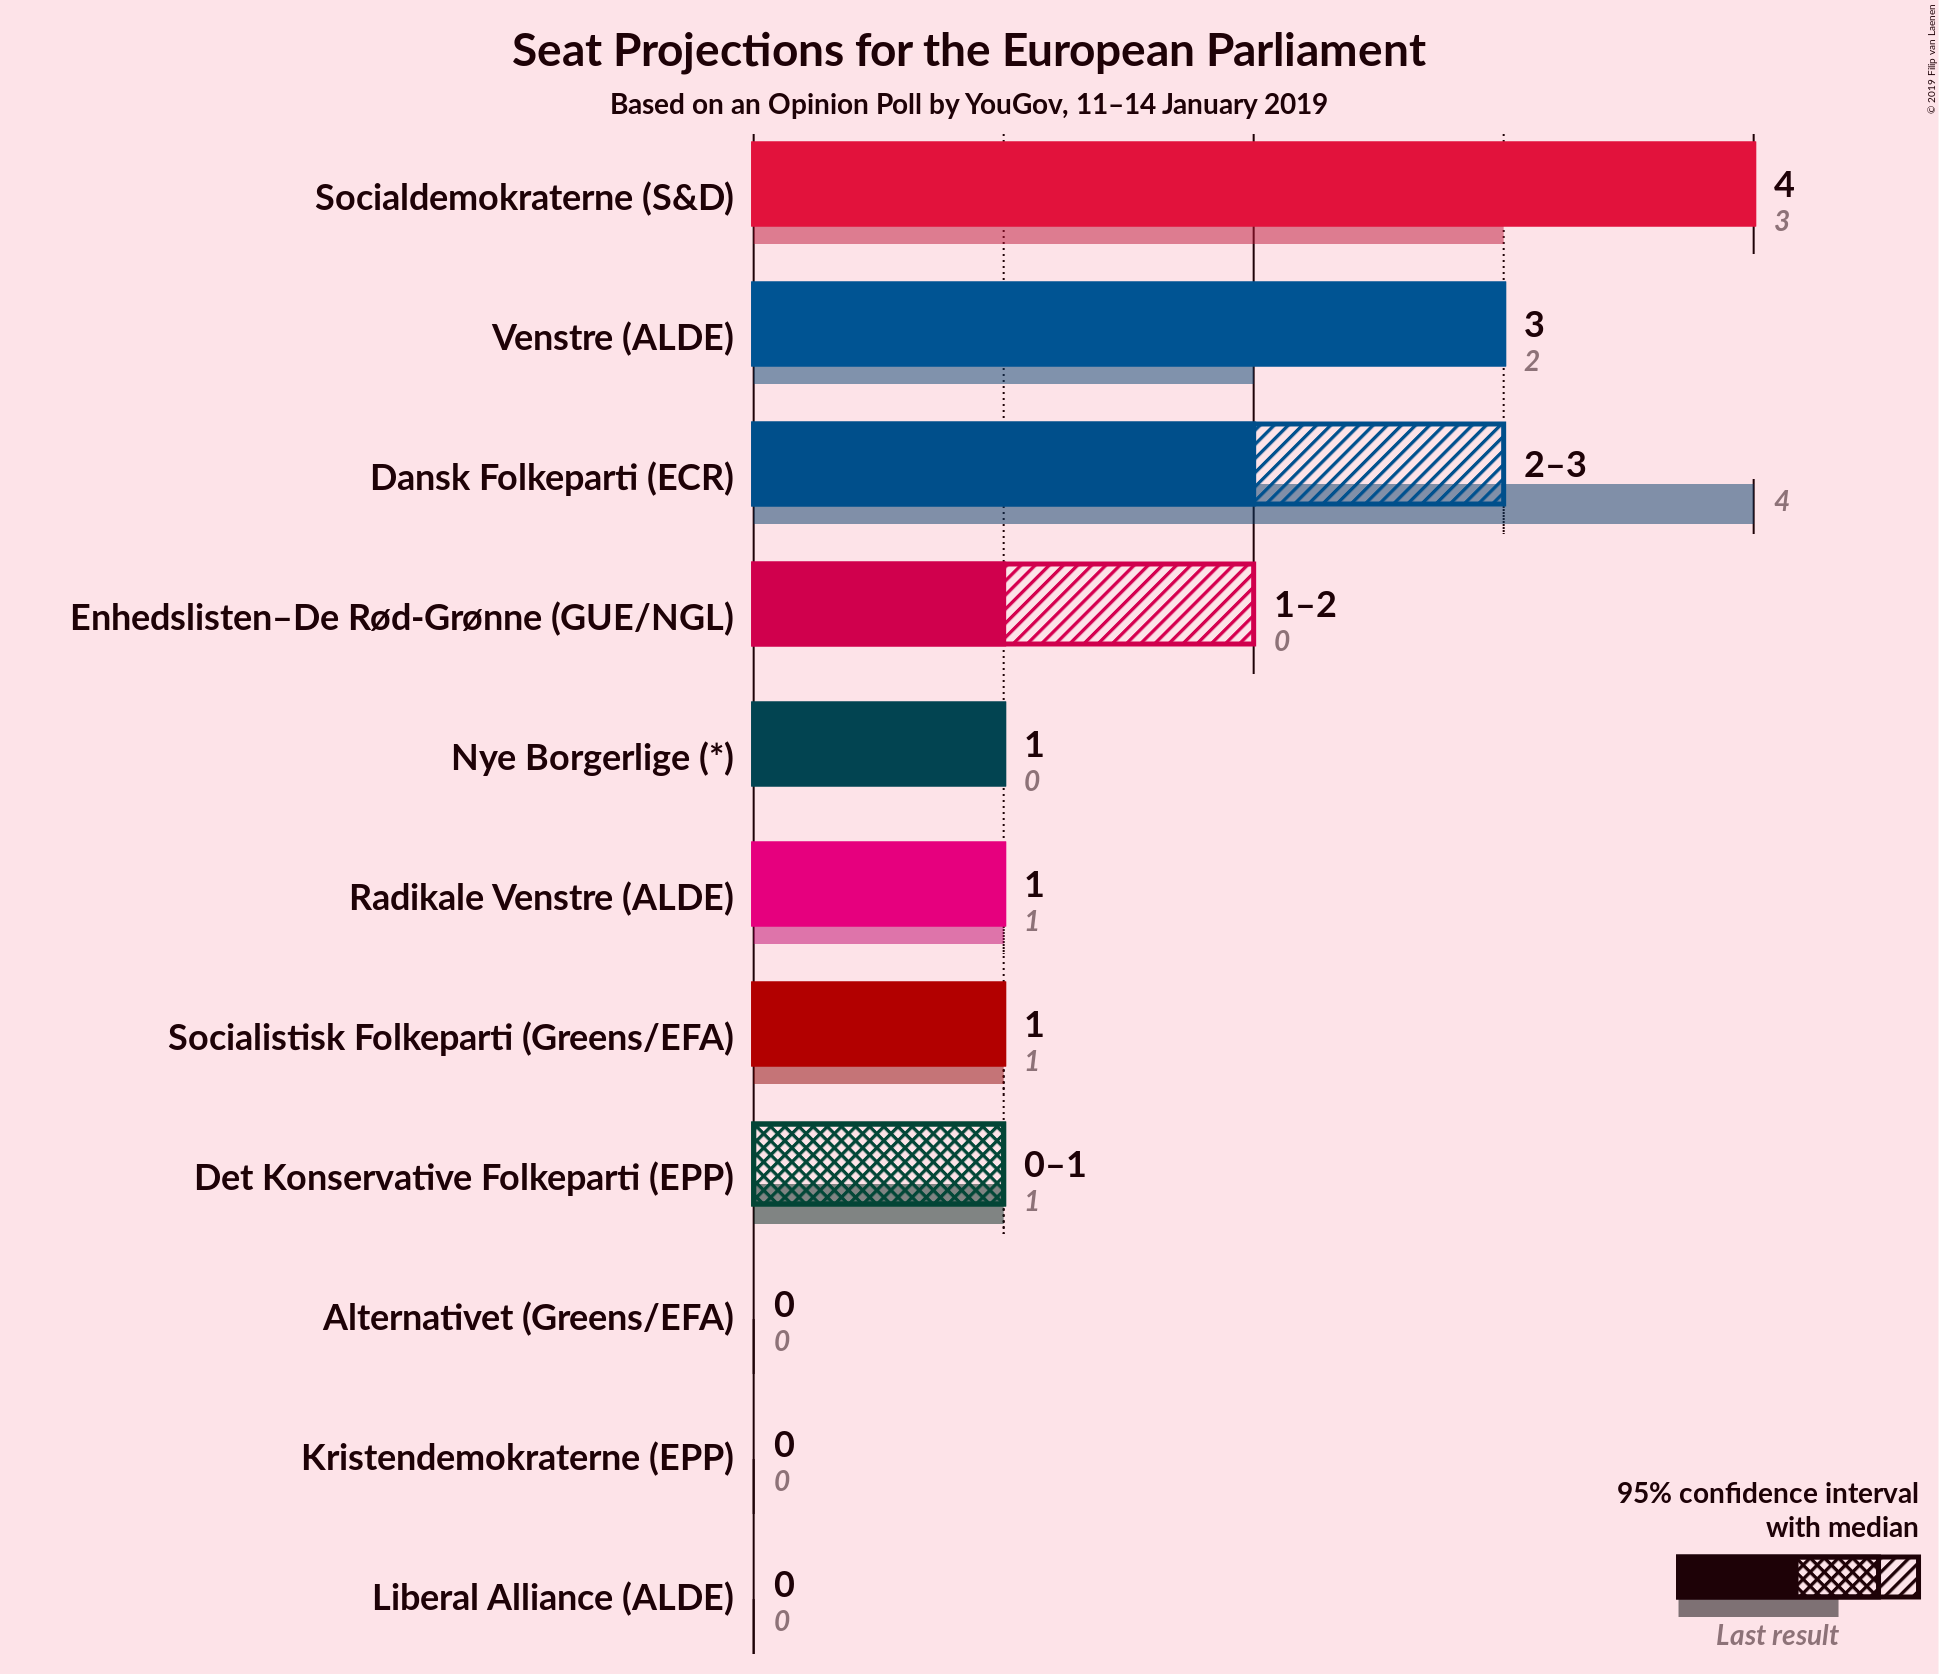 Seat Projections for the European Parliament
Based on an Opinion Poll by YouGov, 11–14 January 2019
© 2019 Filip van Laenen
Socialdemokraterne (S&D)
4
3
Venstre (ALDE)
3
2
Dansk Folkeparti (ECR)
2–3
4
Enhedslisten–De Rød-Grønne (GUE/NGL)
1–2
0
Nye Borgerlige (*)
1
0
Radikale Venstre (ALDE)
1
1
Socialistisk Folkeparti (Greens/EFA)
1
1
Det Konservative Folkeparti (EPP)
0–1
1
Alternativet (Greens/EFA)
0
0
Kristendemokraterne (EPP)
0
0
Liberal Alliance (ALDE)
0
0
95% confidence interval
with median
Last result